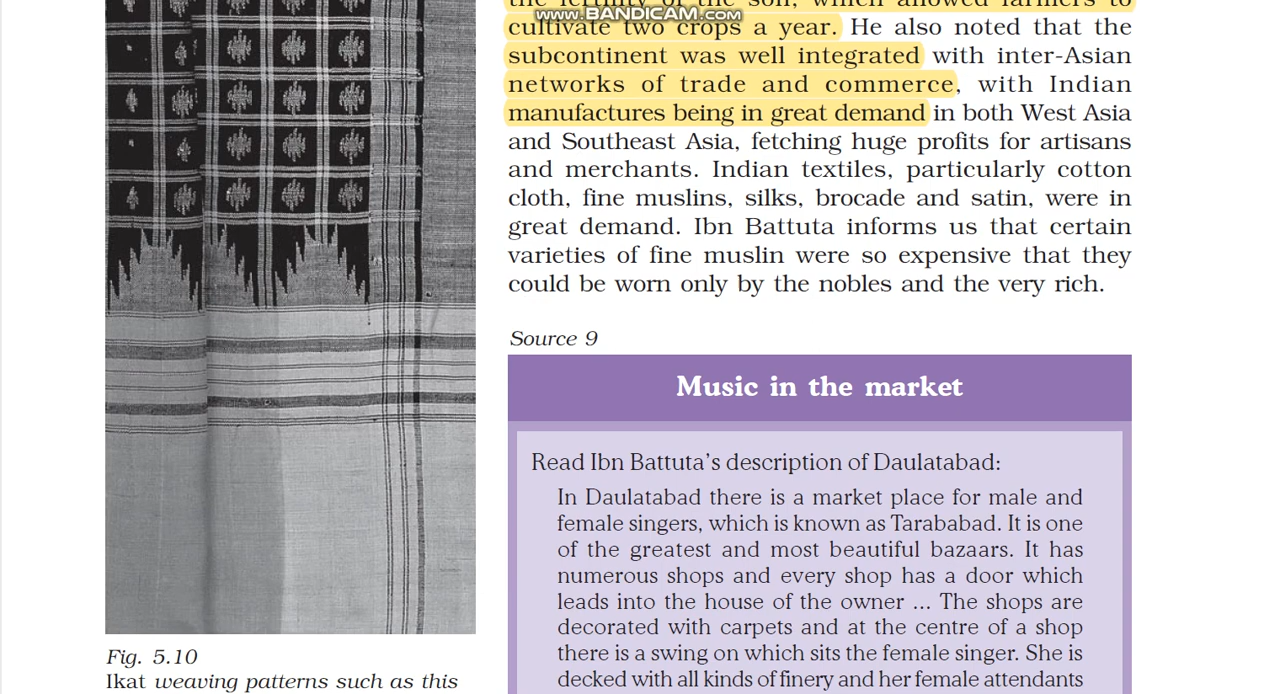 www.BANDICAM.com
the fertility of the soil, which allowed farmers to
cultivate two crops a year. He also noted that the
subcontinent was well integrated with inter-Asian
networks of trade and commerce, with Indian
manufactures being in great demand in both West Asia
and Southeast Asia, fetching huge profits for artisans
and merchants. Indian textiles, particularly cotton
cloth, fine muslins, silks, brocade and satin, were in
great demand. Ibn Battuta informs us that certain
varieties of fine muslin were so expensive that they
could be worn only by the nobles and the very rich.
Source 9
Music in the market
Read Ibn Battuta’s description of Daulatabad:
In Daulatabad there is a market place for male and
female singers, which is known as Tarababad. It is one
of the greatest and most beautiful bazaars. It has
numerous shops and every shop has a door which
leads into the house of the owner ... The shops are
decorated with carpets and at the centre of a shop
there is a swing on which sits the female singer. She is
decked with all kinds of finery and her female attendants
Fig. 5.10
Ikat weaving patterns such as this